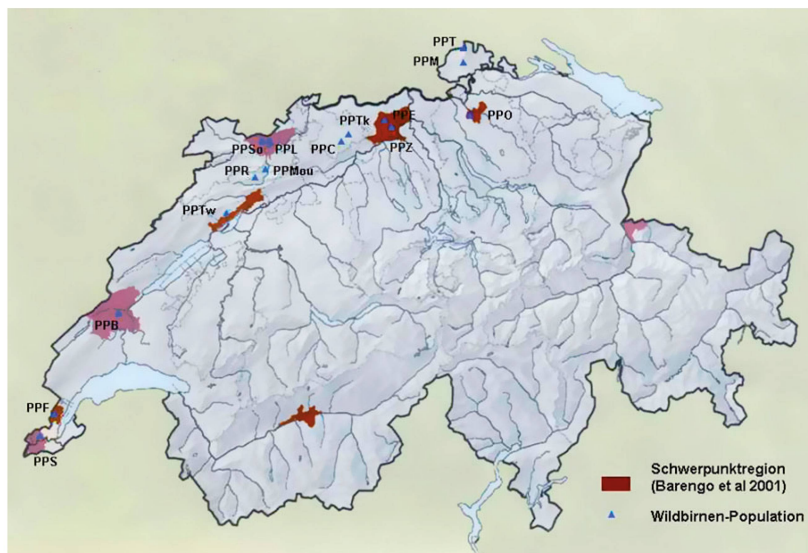 PPT
PPM
PPTk
PPE
PPO
PPSo
PPL
PPC
PPZ
PPR
PPMou
PPTw
PPB
PPF
PPS
Schwerpunktregion
(Barengo et al 2001)
Wildbirnen-Population